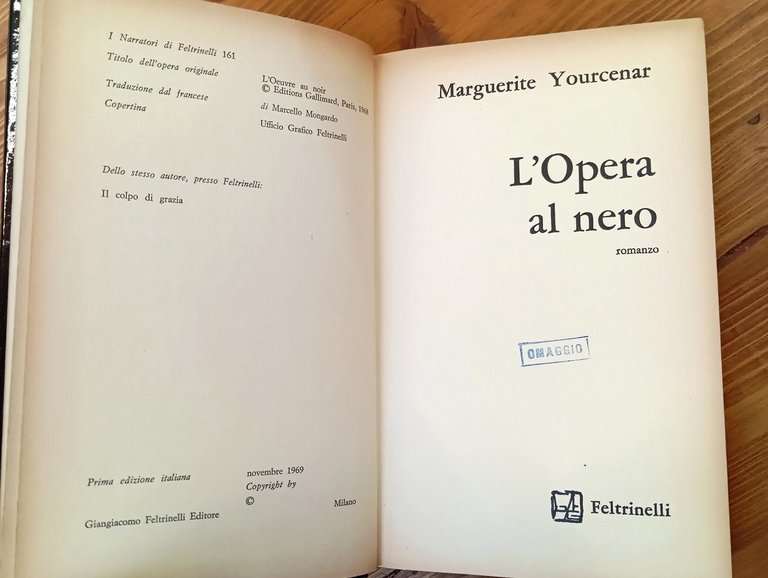 I Narratori di Feltrinelli 161
Titolo dell'opera originale
L'Oeuvre au noir
© Editions Gallimard, Paris, 1968
Traduzione dal francese
di Marcello Mongardo
Copertina
Ufficio Grafico Feltrinelli
Dello stesso autore, presso Feltrinelli:
Il colpo di grazia
Prima edizione italiana
novembre 1969
Copyright by
©
Giangiacomo Feltrinelli Editore
Milano
Marguerite Yourcenar
L'Opera
al nero
romanzo
OMAGGIO
Feltrinelli